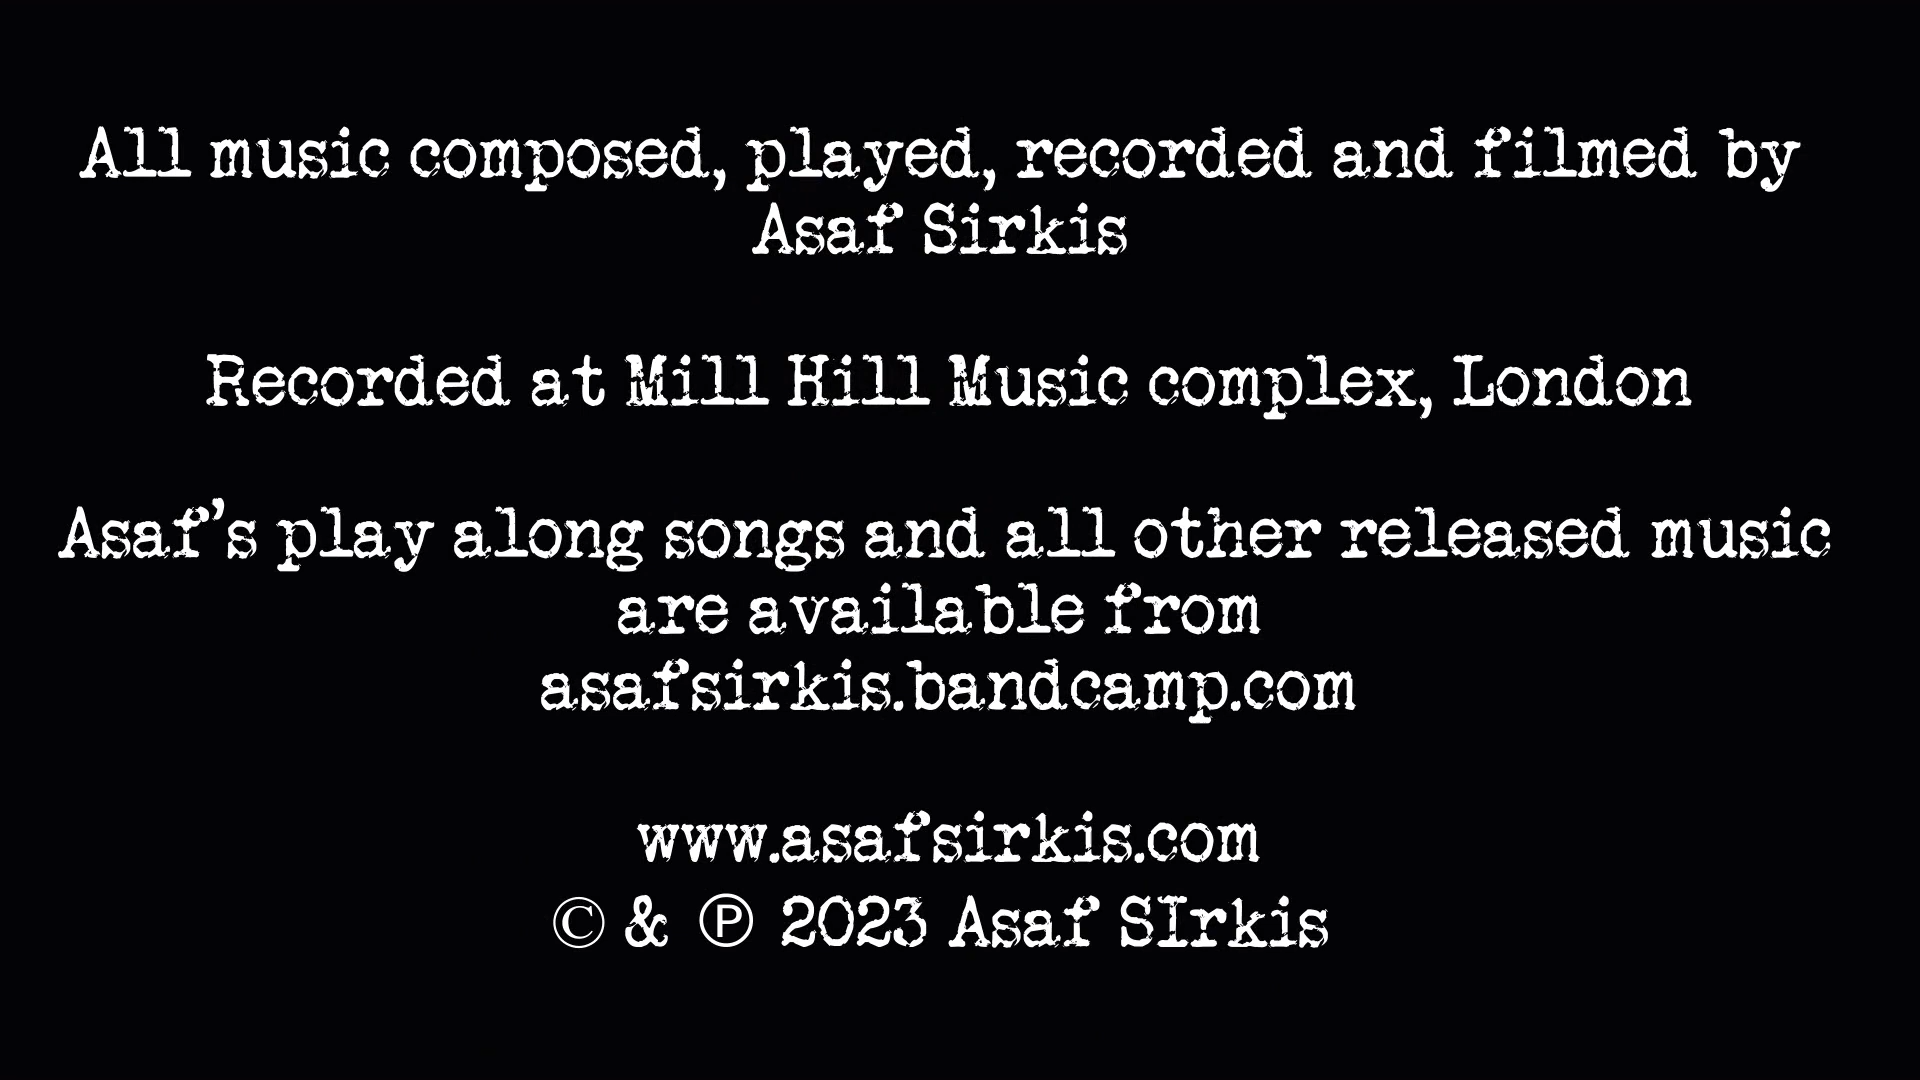 All music composed, played, recorded and filmed by
Asaf Sirkis
Recorded at Mill Hill Music complex, London
Asaf's play along songs and all other released music
are available from
asafsirkis.bandcamp.com
www.asafsirkis.com
© & ℗ 2023 Asaf SIrkis